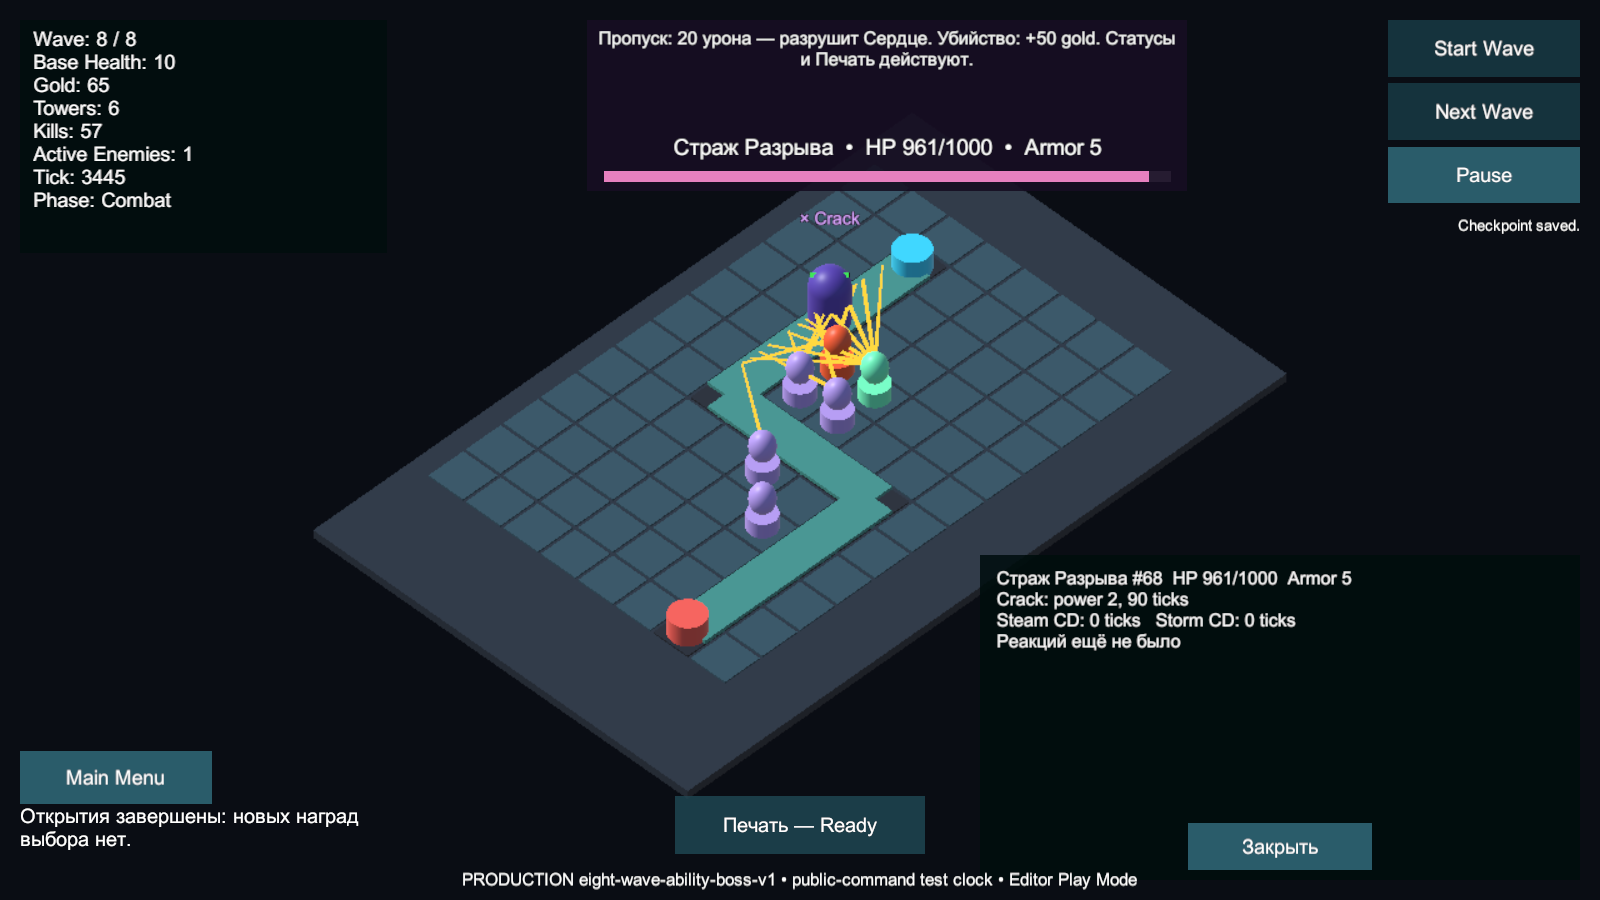 Wave: 8 / 8
Base Health: 10
Gold: 65
Towers: 6
Kills: 57
Active Enemies: 1
Tick: 3445
Phase: Combat
Пропуск: 20 урона — разрушит Сердце. Убийство: +50 gold. Статусы
и Печать действуют.
Страж Разрыва • HP 961/1000 • Armor 5
Start Wave
Next Wave
Pause
Checkpoint saved.
× Crack
Страж Разрыва #68 HP 961/1000 Armor 5
Crack: power 2, 90 ticks
Steam CD: 0 ticks Storm CD: 0 ticks
Реакций ещё не было
Закрыть
Main Menu
Открытия завершены: новых наград
выбора нет.
Печать — Ready
PRODUCTION eight-wave-ability-boss-v1 • public-command test clock • Editor Play Mode